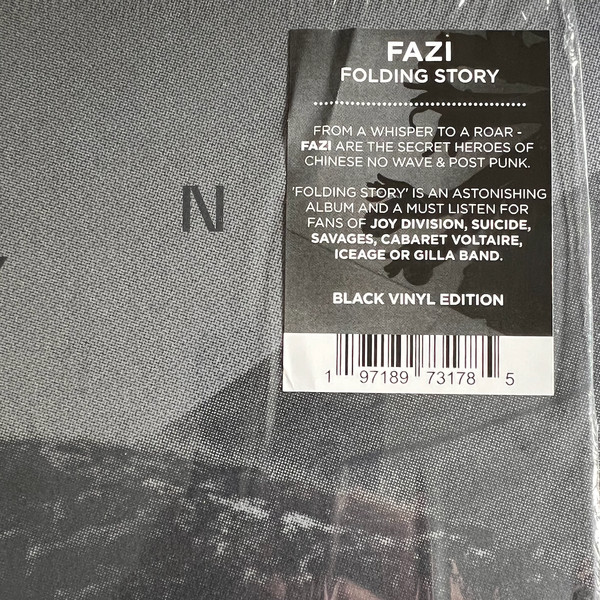 FAZI
FOLDING STORY
FROM A WHISPER TO A ROAR -
FAZI ARE THE SECRET HEROES OF
CHINESE NO WAVE & POST PUNK.
'FOLDING STORY' IS AN ASTONISHING
ALBUM AND A MUST LISTEN FOR
FANS OF JOY DIVISION, SUICIDE,
SAVAGES, CABARET VOLTAIRE,
ICEAGE OR GILLA BAND.
BLACK VINYL EDITION
1 97189 73178 5
N